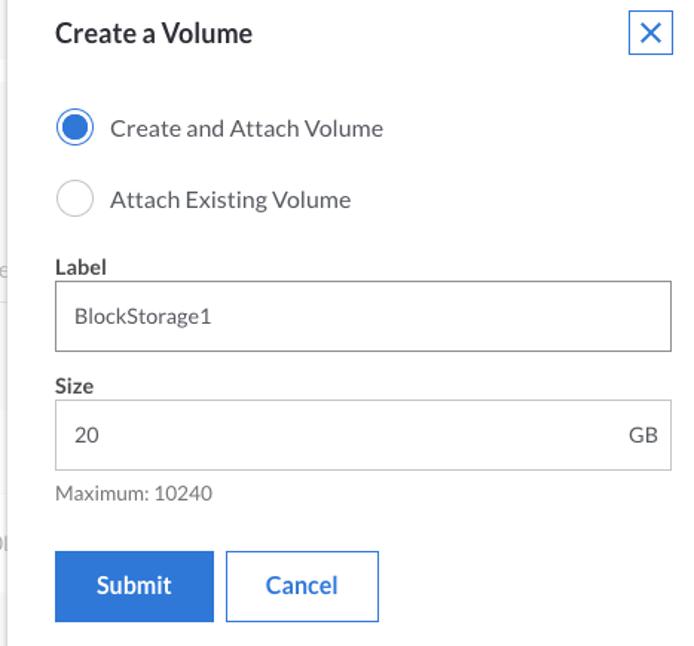 Create a Volume
Create and Attach Volume
Attach Existing Volume
Label
BlockStorage1
Size
20 GB
Maximum: 10240
Submit Cancel